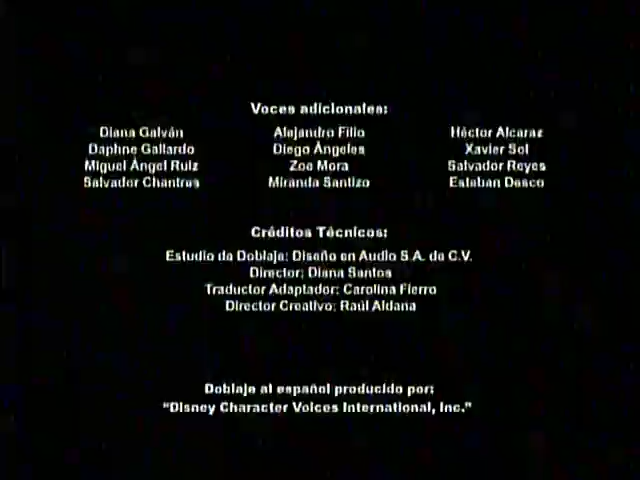 Voces adicionales:
Diana Galván Alejandro Filio Héctor Alcaraz
Daphne Gallardo Diego Ángeles Xavier Sol
Miguel Ángel Ruiz Zoe Mora Salvador Reyes
Salvador Chantres Miranda Santizo Esteban Desco
Créditos Técnicos:
Estudio de Doblaje: Diseño en Audio S.A. de C.V.
Director: Diana Santos
Traductor Adaptador: Carolina Fierro
Director Creativo: Raúl Aldana
Doblaje al español producido por:
“Disney Character Voices International, Inc.”